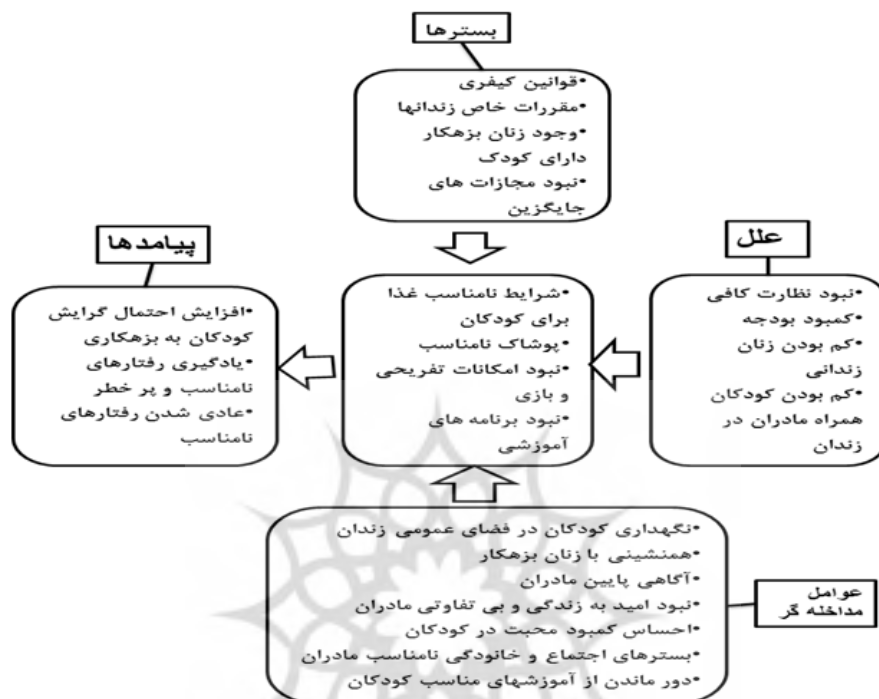 بسترها
•قوانین کیفری
•مقررات خاص زندانها
•وجود زنان بزهکار
دارای کودک
•نبود مجازات های
جایگزین
علل
•نبود نظارت کافی
•کمبود بودجه
•کم بودن زنان
زندانی
•کم بودن کودکان
همراه مادران در
زندان
•شرایط نامناسب غذا
برای کودکان
•پوشاک نامناسب
•نبود امکانات تفریحی
و بازی
•نبود برنامه های
آموزشی
پیامدها
•افزایش احتمال گرایش
کودکان به بزهکاری
•یادگیری رفتارهای
نامناسب و پر خطر
•عادی شدن رفتارهای
نامناسب
•نگهداری کودکان در فضای عمومی زندان
•همنشینی با زنان بزهکار
•آگاهی پایین مادران
•نبود امید به زندگی و بی تفاوتی مادران
•احساس کمبود محبت در کودکان
•بسترهای اجتماع و خانودگی نامناسب مادران
•دور ماندن از آموزشهای مناسب کودکان
عوامل
مداخله گر